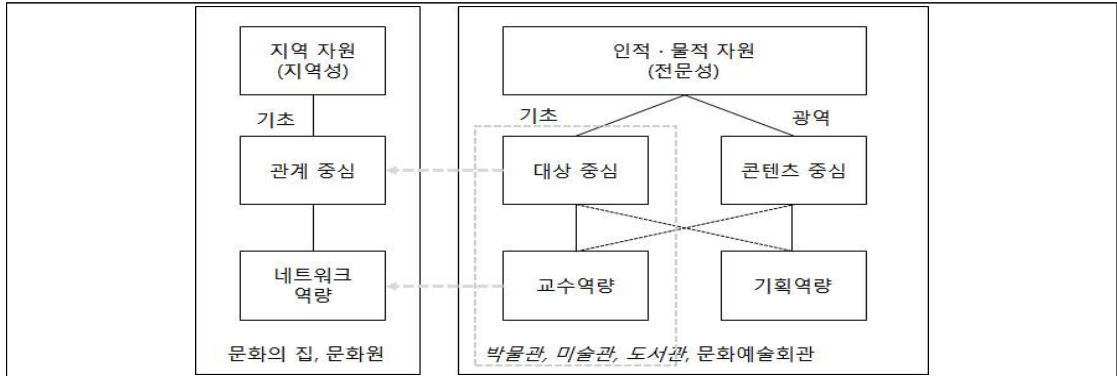 지역 자원
(지역성)
기초
관계 중심
네트워크
역량
문화의 집, 문화원
인적 · 물적 자원
(전문성)
기초
광역
대상 중심
콘텐츠 중심
교수역량
기획역량
박물관, 미술관, 도서관, 문화예술회관